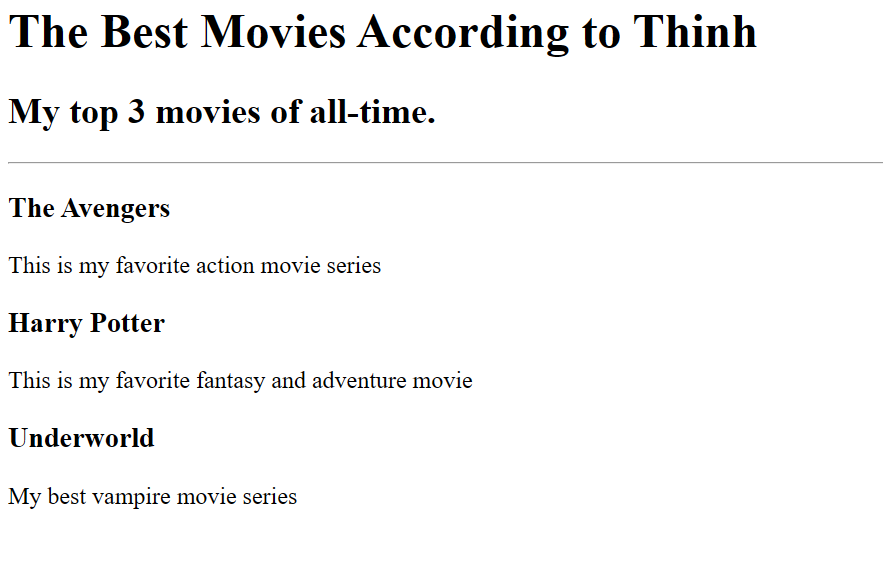 The Best Movies According to Thinh
My top 3 movies of all-time.
The Avengers
This is my favorite action movie series
Harry Potter
This is my favorite fantasy and adventure movie
Underworld
My best vampire movie series